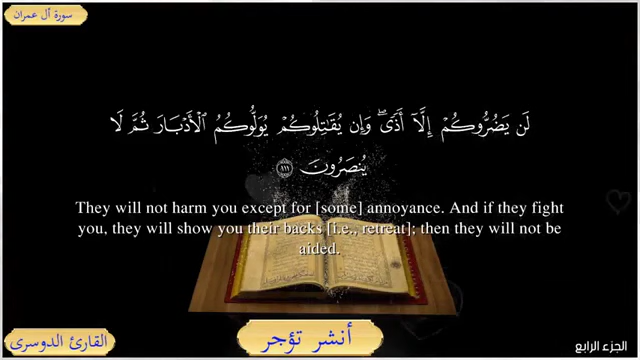 سورة آل عمران
لَن يَضُرُّوكُمْ إِلَّآ أَذًى ۖ وَإِن يُقَٰتِلُوكُمْ يُوَلُّوكُمُ ٱلْأَدْبَارَ ثُمَّ لَا
يُنصَرُونَ ١١١
They will not harm you except for [some] annoyance. And if they fight
you, they will show you their backs [i.e., retreat]; then they will not be
aided.
القارئ الدوسرى
أنشر تؤجر
الجزء الرابع